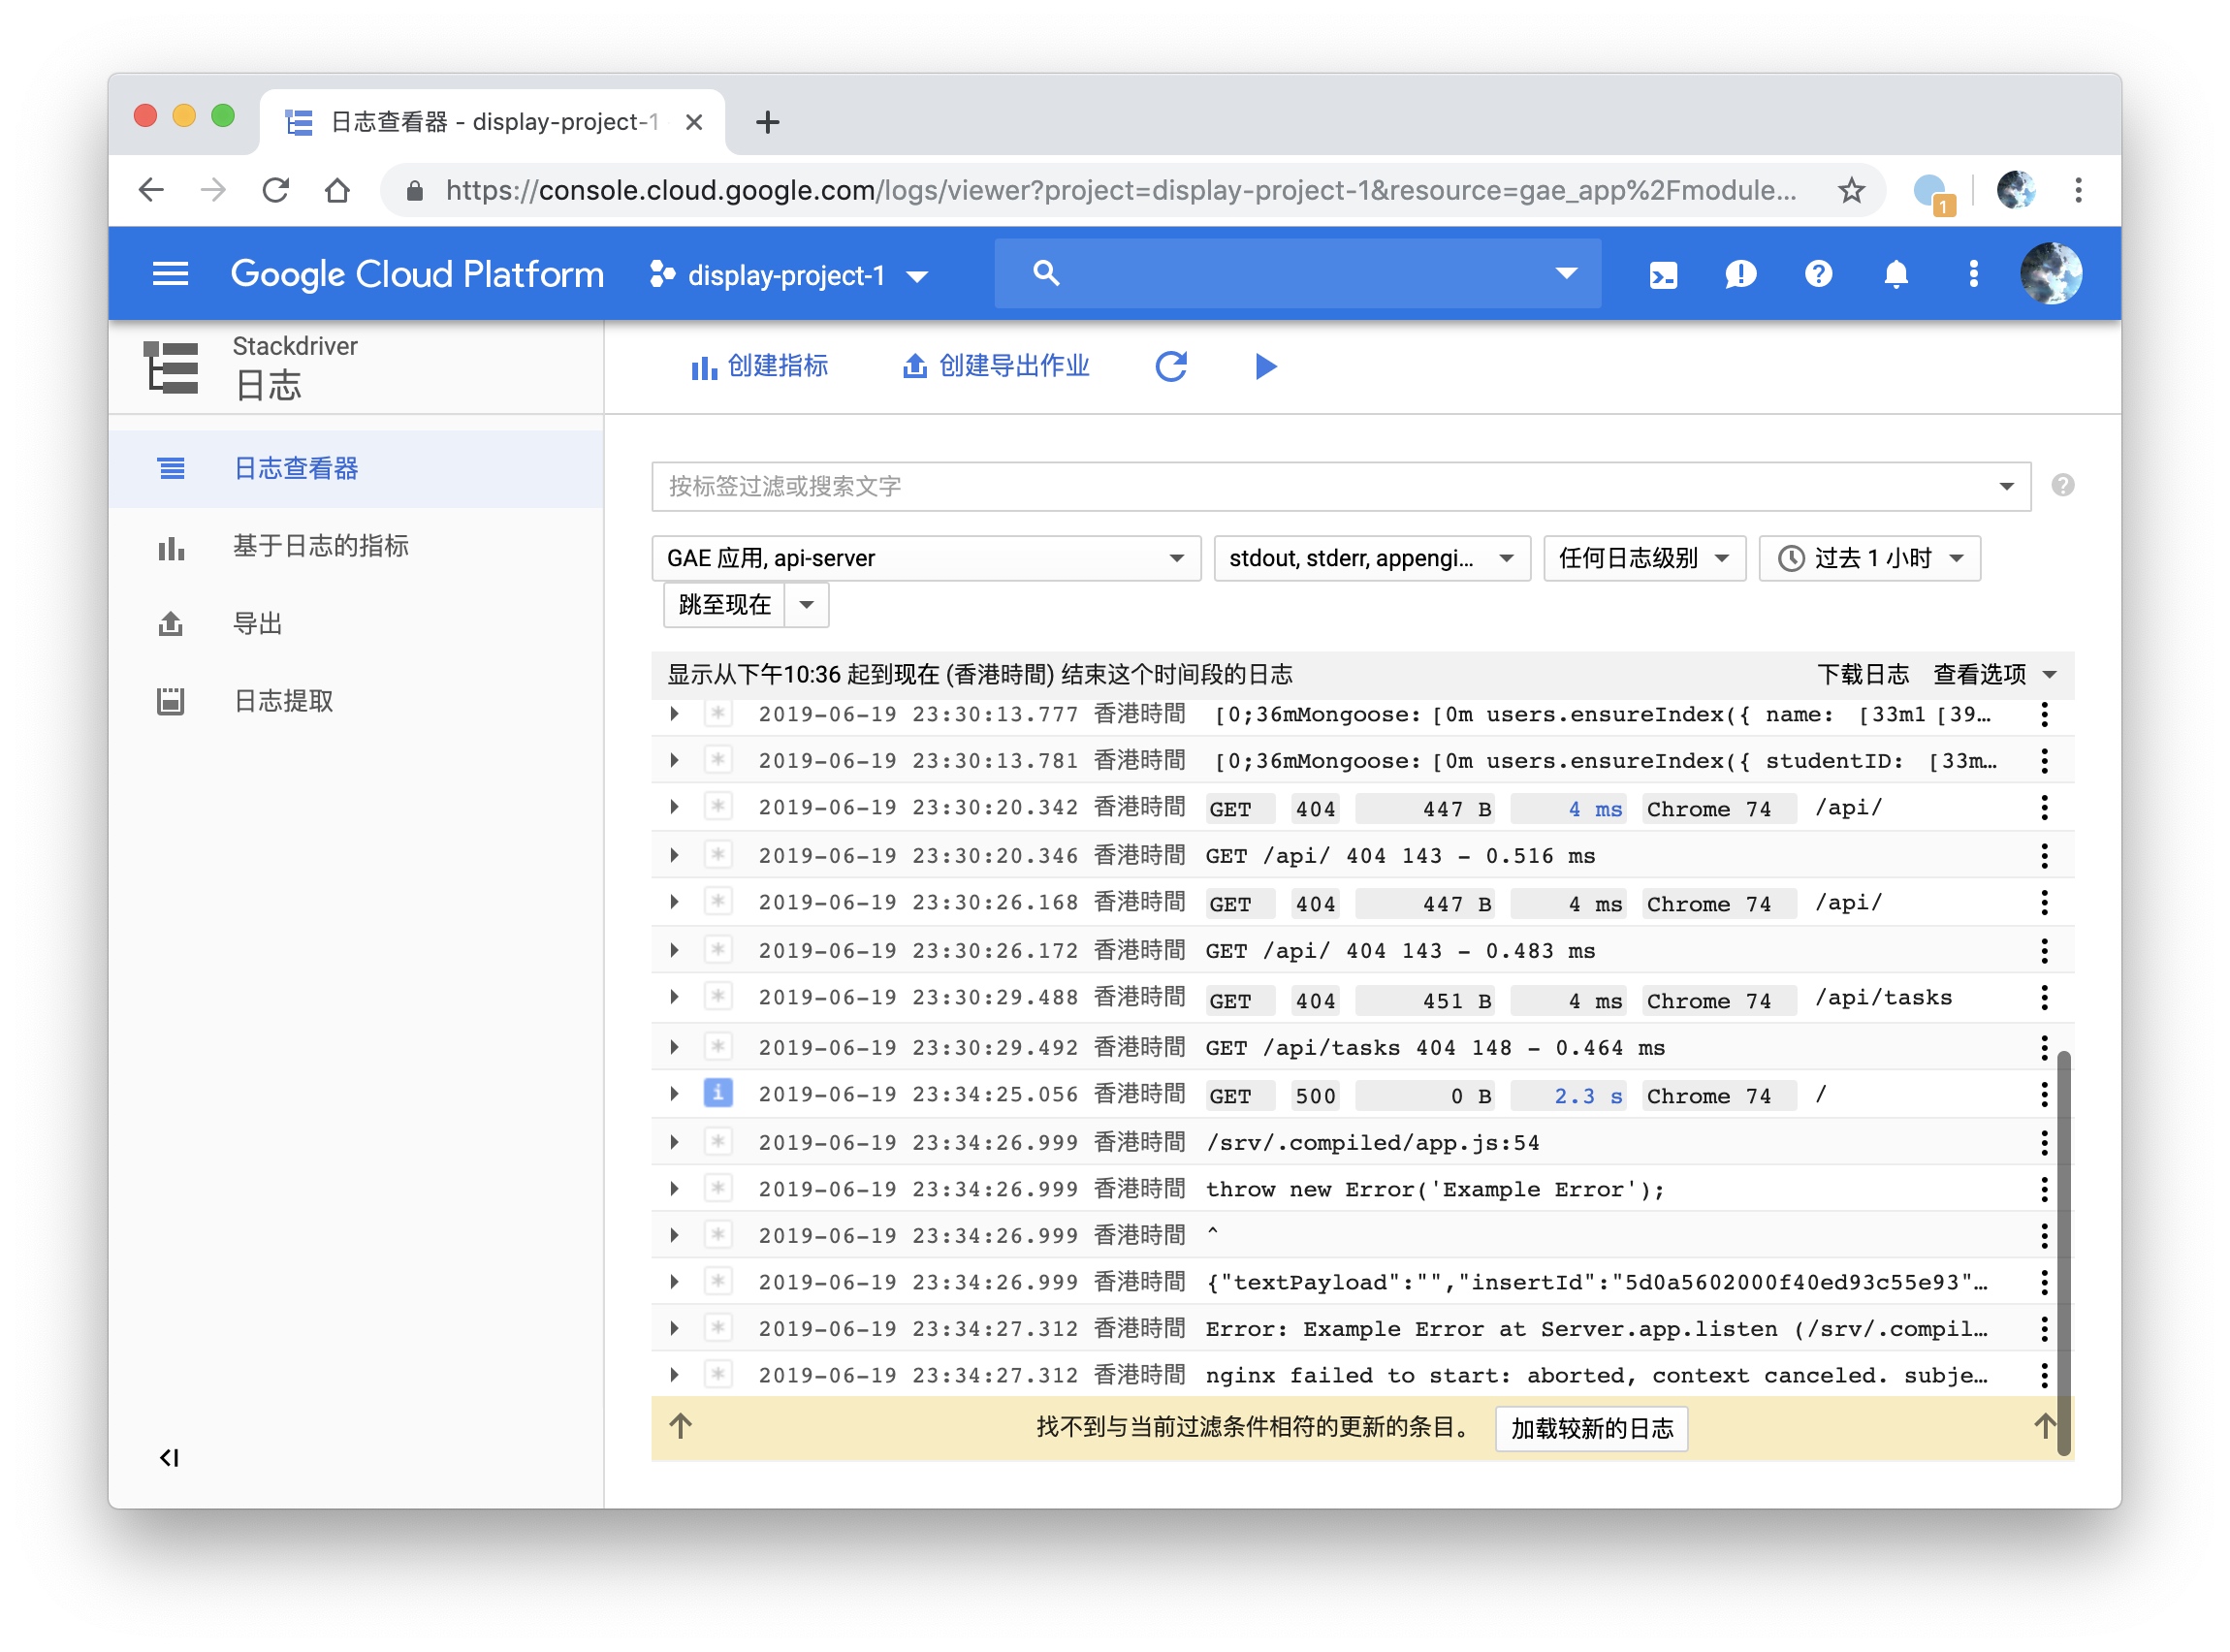 日志查看器 - display-project-1
https://console.cloud.google.com/logs/viewer?project=display-project-1&resource=gae_app%2Fmodule...
1
Google Cloud Platform
display-project-1
Stackdriver
日志
创建指标
创建导出作业
日志查看器
基于日志的指标
导出
日志提取
按标签过滤或搜索文字
GAE 应用, api-server
stdout, stderr, appengi...
任何日志级别
过去 1 小时
跳至现在
显示从下午10:36 起到现在 (香港時間) 结束这个时间段的日志
下载日志 查看选项
2019-06-19 23:30:13.777 香港時間 [0;36mMongoose: [0m users.ensureIndex({ name: [33m1 [39…
2019-06-19 23:30:13.781 香港時間 [0;36mMongoose: [0m users.ensureIndex({ studentID: [33m…
2019-06-19 23:30:20.342 香港時間 GET 404 447 B 4 ms Chrome 74 /api/
2019-06-19 23:30:20.346 香港時間 GET /api/ 404 143 - 0.516 ms
2019-06-19 23:30:26.168 香港時間 GET 404 447 B 4 ms Chrome 74 /api/
2019-06-19 23:30:26.172 香港時間 GET /api/ 404 143 - 0.483 ms
2019-06-19 23:30:29.488 香港時間 GET 404 451 B 4 ms Chrome 74 /api/tasks
2019-06-19 23:30:29.492 香港時間 GET /api/tasks 404 148 - 0.464 ms
i 2019-06-19 23:34:25.056 香港時間 GET 500 0 B 2.3 s Chrome 74 /
2019-06-19 23:34:26.999 香港時間 /srv/.compiled/app.js:54
2019-06-19 23:34:26.999 香港時間 throw new Error('Example Error');
2019-06-19 23:34:26.999 香港時間 ^
2019-06-19 23:34:26.999 香港時間 {"textPayload":"","insertId":"5d0a5602000f40ed93c55e93"…
2019-06-19 23:34:27.312 香港時間 Error: Example Error at Server.app.listen (/srv/.compil…
2019-06-19 23:34:27.312 香港時間 nginx failed to start: aborted, context canceled. subje…
找不到与当前过滤条件相符的更新的条目。 加载较新的日志